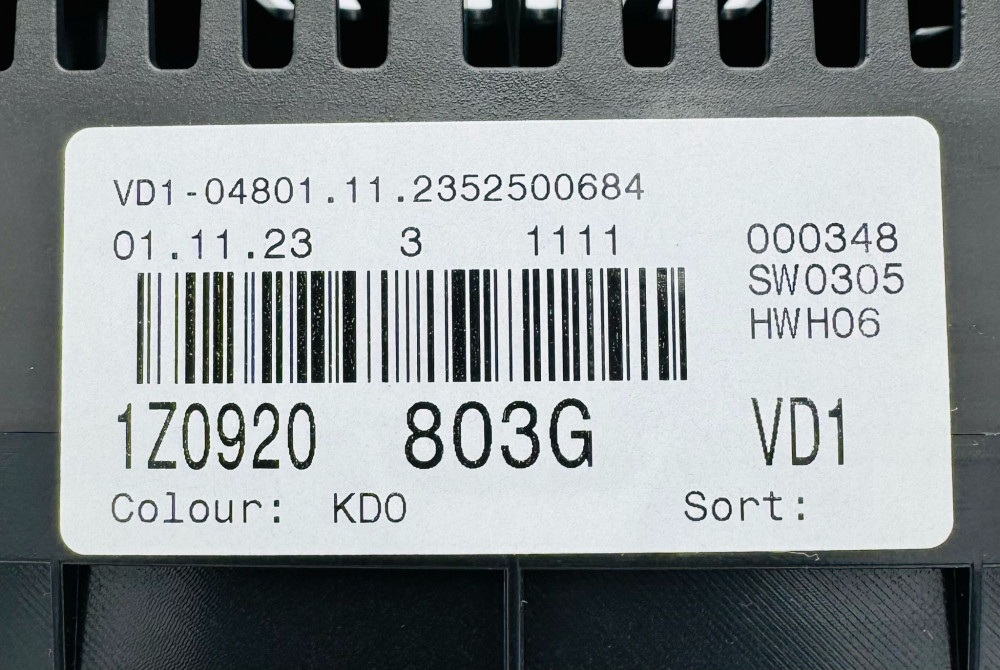 VD1-04801.11.2352500684
01.11.23 3 1111 000348
SW0305
HWH06
1Z0920 803G VD1
Colour: KD0 Sort: